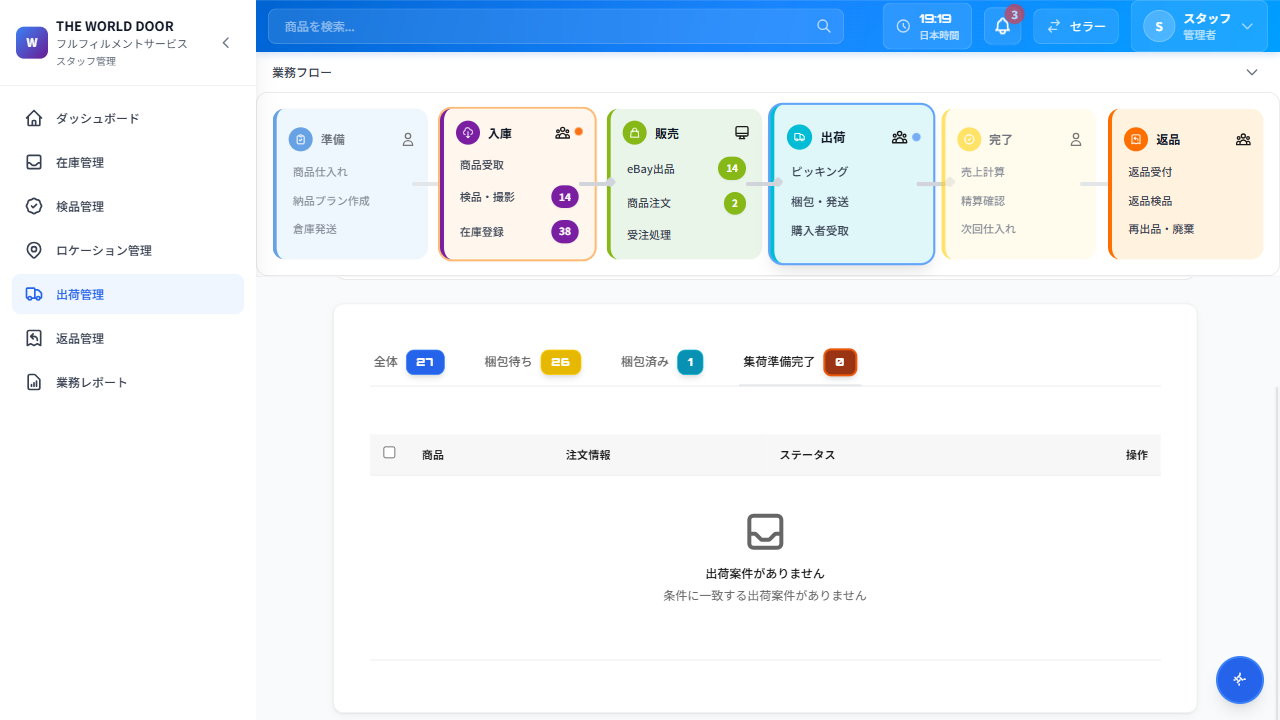 W
THE WORLD DOOR
フルフィルメントサービス
スタッフ管理
ダッシュボード
在庫管理
検品管理
ロケーション管理
出荷管理
返品管理
業務レポート
商品を検索...
19:19
日本時間
3
セラー
S
スタッフ
管理者
業務フロー
準備
商品仕入れ
納品プラン作成
倉庫発送
入庫
商品受取
検品・撮影 14
在庫登録 38
販売
eBay出品 14
商品注文 2
受注処理
出荷
ピッキング
梱包・発送
購入者受取
完了
売上計算
精算確認
次回仕入れ
返品
返品受付
返品検品
再出品・廃棄
全体 27 梱包待ち 26 梱包済み 1 集荷準備完了 0
商品 注文情報 ステータス 操作
出荷案件がありません
条件に一致する出荷案件がありません